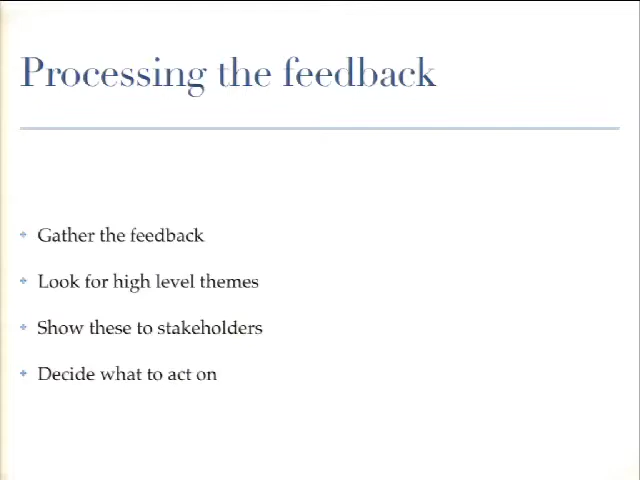 Processing the feedback
Gather the feedback
Look for high level themes
Show these to stakeholders
Decide what to act on